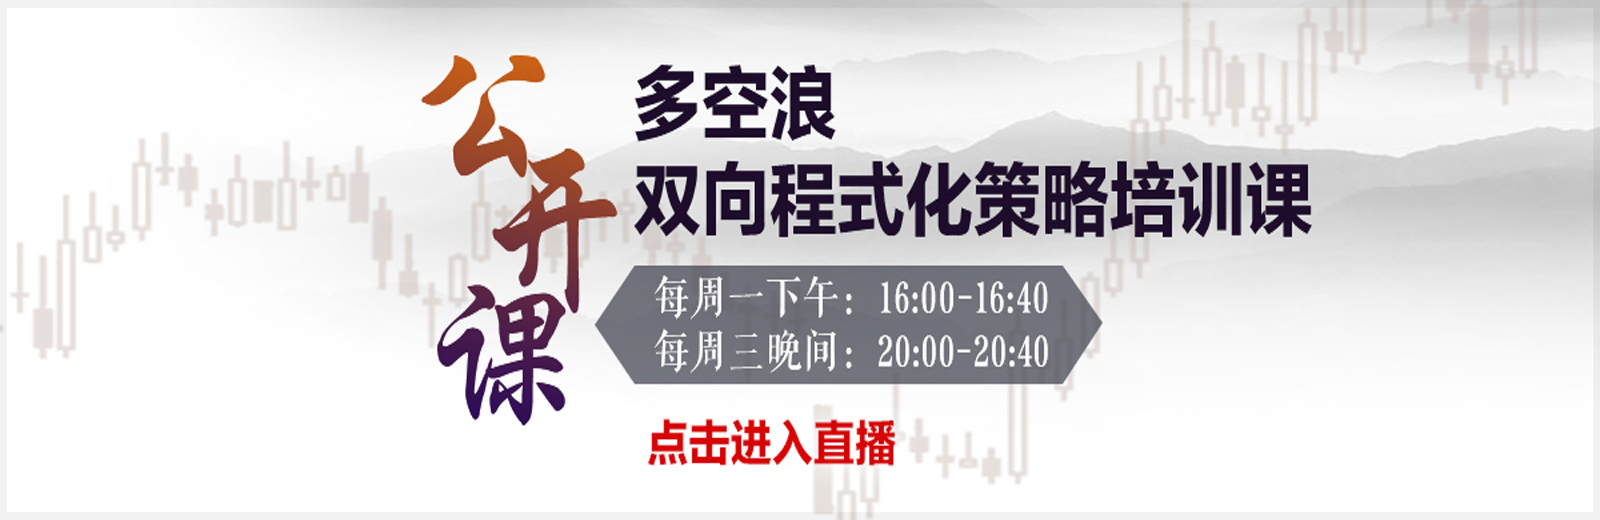 公开课
多空浪
双向程式化策略培训课
每周一下午：16:00-16:40
每周三晚间：20:00-20:40
点击进入直播